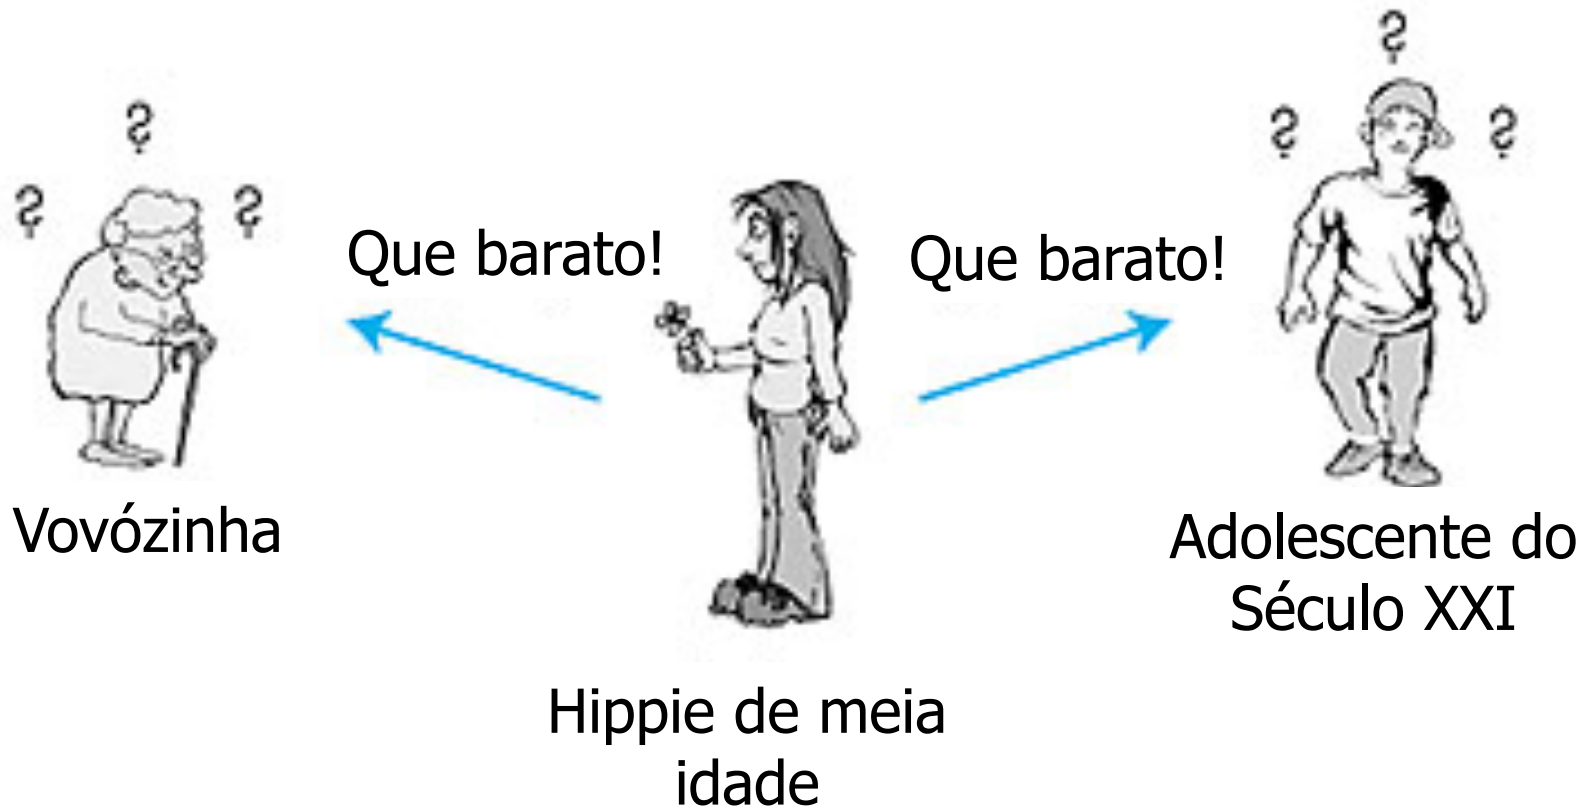 Que barato!
Que barato!
Vovózinha
Adolescente do
Século XXI
Hippie de meia
idade